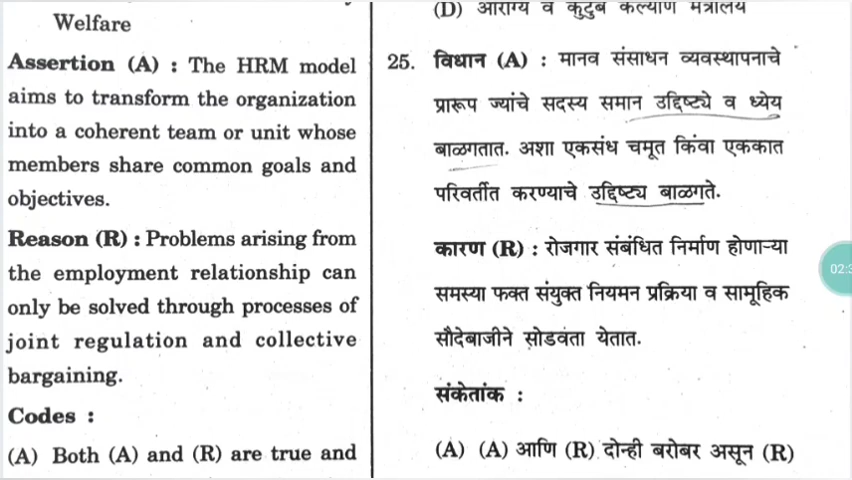 Welfare
Assertion (A) : The HRM model
aims to transform the organization
into a coherent team or unit whose
members share common goals and
objectives.
Reason (R) : Problems arising from
the employment relationship can
only be solved through processes of
joint regulation and collective
bargaining.
Codes :
(A) Both (A) and (R) are true and
(D) आरोग्य व कुटुंब कल्याण मंत्रालय
25. विधान (A) : मानव संसाधन व्यवस्थापनाचे
प्रारूप ज्यांचे सदस्य समान उद्दिष्ट्ये व ध्येय
बाळगतात. अशा एकसंध चमूत किंवा एककात
परिवर्तीत करण्याचे उद्दिष्ट्य बाळगते.
कारण (R) : रोजगार संबंधित निर्माण होणाऱ्या
समस्या फक्त संयुक्त नियमन प्रक्रिया व सामूहिक
सौदेबाजीने सोडवता येतात.
संकेतांक :
(A) (A) आणि (R) दोन्ही बरोबर असून (R)